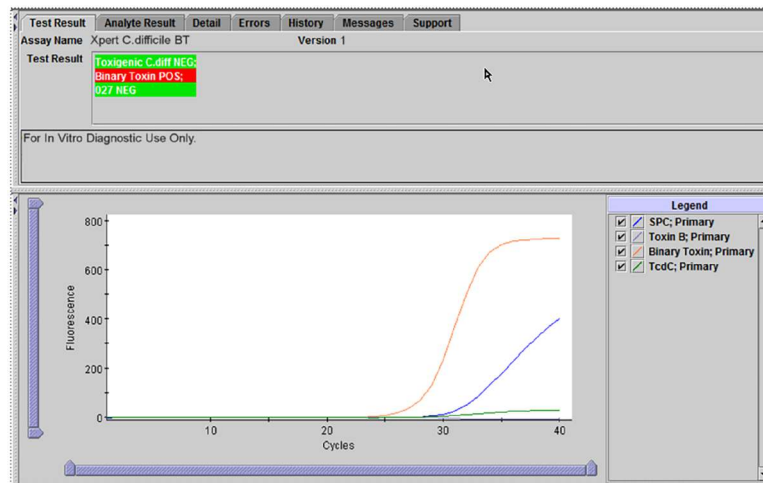 Test Result Analyte Result Detail Errors History Messages Support
Assay Name Xpert C.difficile BT Version 1
Test Result
Toxigenic C.diff NEG;
Binary Toxin POS;
027 NEG
For In Vitro Diagnostic Use Only.
800
600
400
200
0
Fluorescence
10 20 30 40
Cycles
Legend
SPC; Primary
Toxin B; Primary
Binary Toxin; Primary
TcdC; Primary